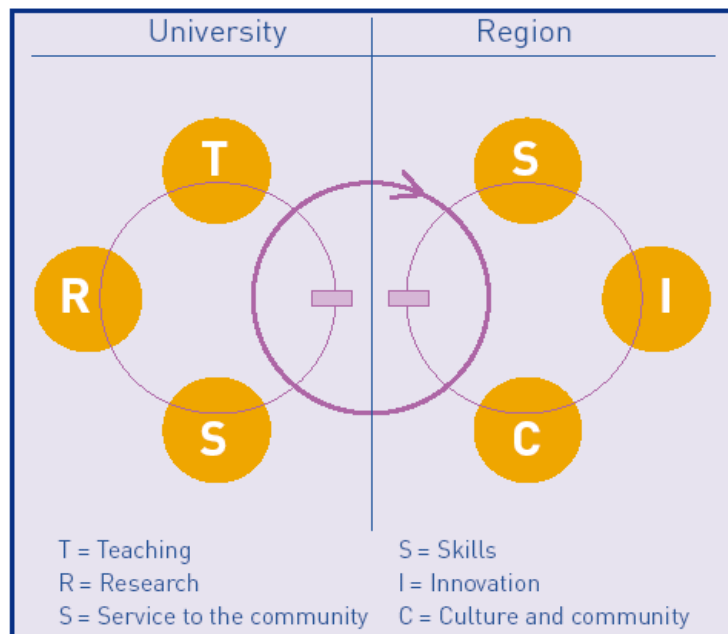 University
Region
T
S
R
I
S
C
T = Teaching
R = Research
S = Service to the community
S = Skills
I = Innovation
C = Culture and community